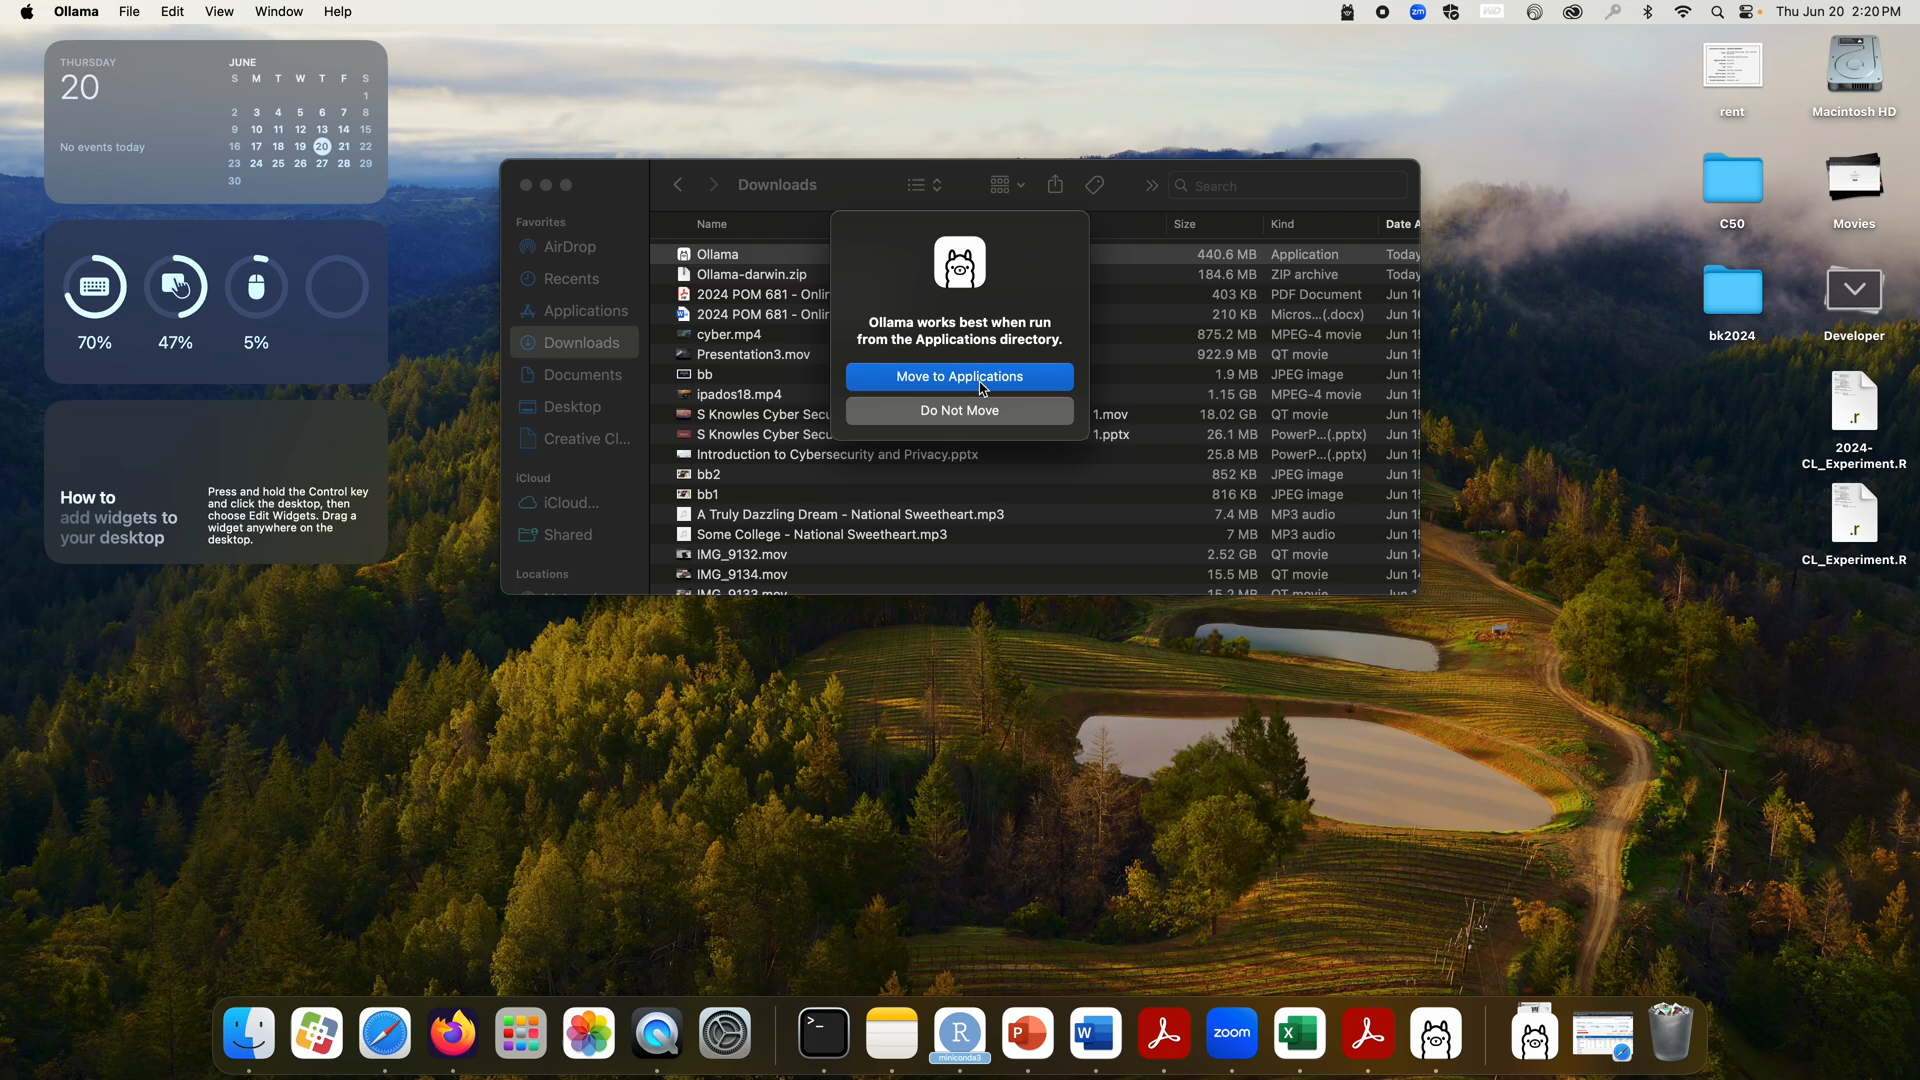 Ollama File Edit View Window Help zm Thu Jun 20 2:20 PM
THURSDAY
20
No events today
JUNE
S M T W T F S
1
2 3 4 5 6 7 8
9 10 11 12 13 14 15
16 17 18 19 20 21 22
23 24 25 26 27 28 29
30
70% 47% 5%
How to
add widgets to
your desktop
Press and hold the Control key
and click the desktop, then
choose Edit Widgets. Drag a
widget anywhere on the
desktop.
Downloads
Search
Favorites
AirDrop
Recents
Applications
Downloads
Documents
Desktop
Creative Cl...
iCloud
iCloud...
Shared
Locations
Name Size Kind Date A
Ollama 440.6 MB Application Today
Ollama-darwin.zip 184.6 MB ZIP archive Today
2024 POM 681 - Onlin 403 KB PDF Document Jun 1
2024 POM 681 - Onlin 210 KB Micros...(.docx) Jun 1
cyber.mp4 875.2 MB MPEG-4 movie Jun 1
Presentation3.mov 922.9 MB QT movie Jun 1
bb 1.9 MB JPEG image Jun 1
ipados18.mp4 1.15 GB MPEG-4 movie Jun 1
S Knowles Cyber Secu 1.mov 18.02 GB QT movie Jun 1
S Knowles Cyber Secu 1.pptx 26.1 MB PowerP...(.pptx) Jun 1
Introduction to Cybersecurity and Privacy.pptx 25.8 MB PowerP...(.pptx) Jun 1
bb2 852 KB JPEG image Jun 1
bb1 816 KB JPEG image Jun 1
A Truly Dazzling Dream - National Sweetheart.mp3 7.4 MB MP3 audio Jun 1
Some College - National Sweetheart.mp3 7 MB MP3 audio Jun 1
IMG_9132.mov 2.52 GB QT movie Jun 1
IMG_9134.mov 15.5 MB QT movie Jun 1
IMG_9133.mov 15.2 MB QT movie Jun 1
Ollama works best when run
from the Applications directory.
Move to Applications
Do Not Move
rent
Macintosh HD
C50
Movies
bk2024
Developer
.r
2024-
CL_Experiment.R
.r
CL_Experiment.R
>_ R P W zoom X
miniconda3